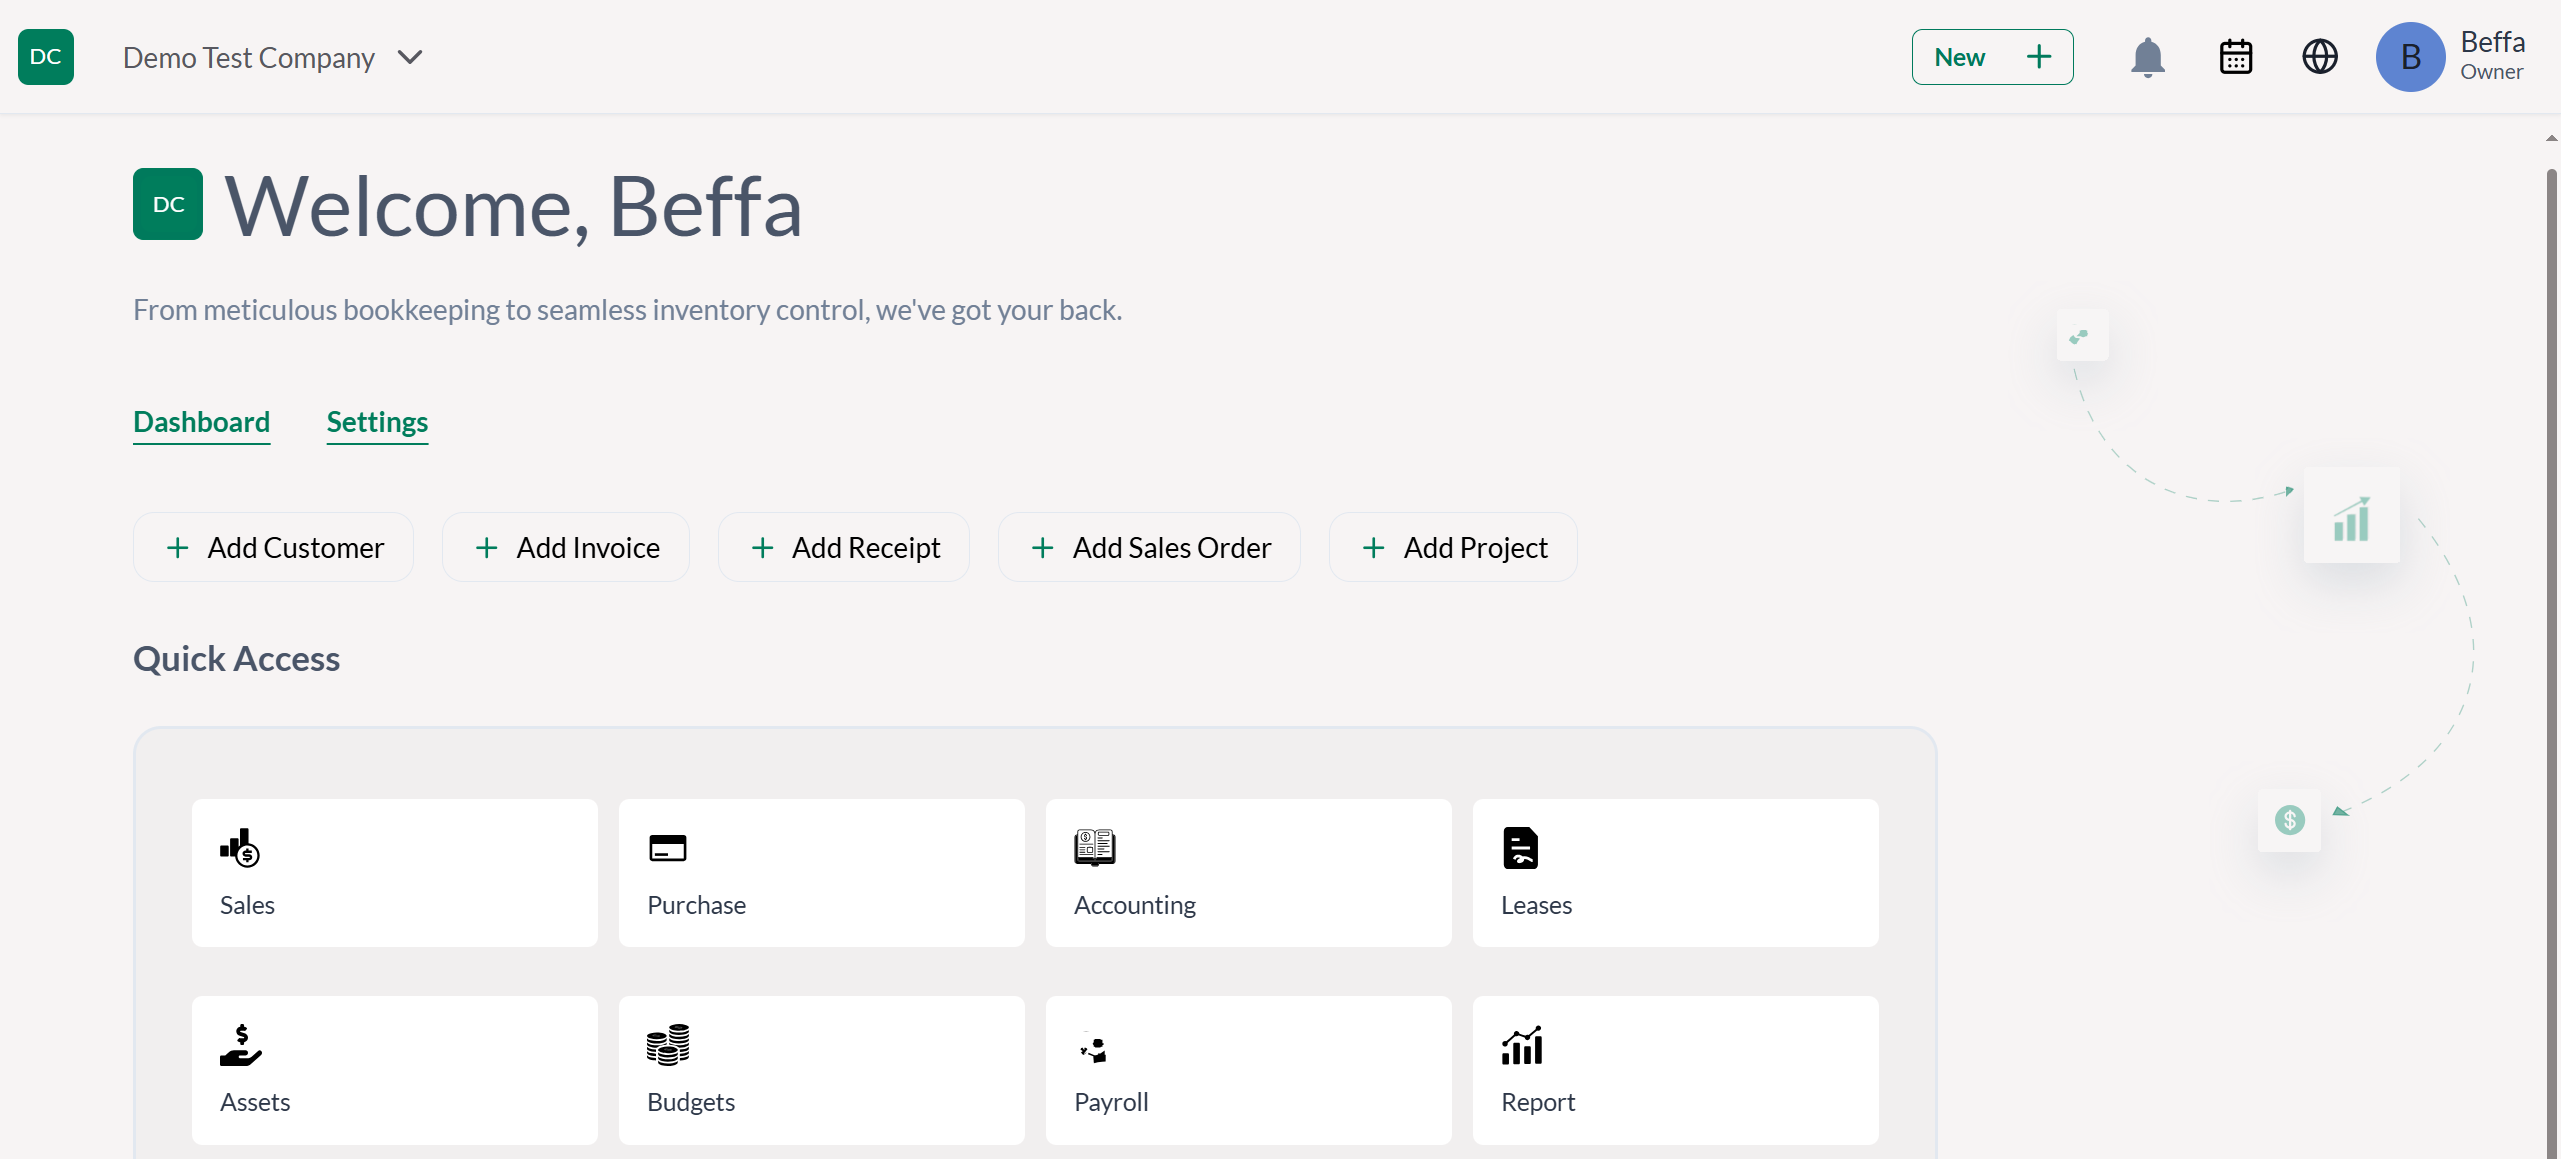 DC
Demo Test Company
New
B
Beffa
Owner
DC
Welcome, Beffa
From meticulous bookkeeping to seamless inventory control, we've got your back.
Dashboard
Settings
Add Customer
Add Invoice
Add Receipt
Add Sales Order
Add Project
Quick Access
Sales
Purchase
Accounting
Leases
Assets
Budgets
Payroll
Report